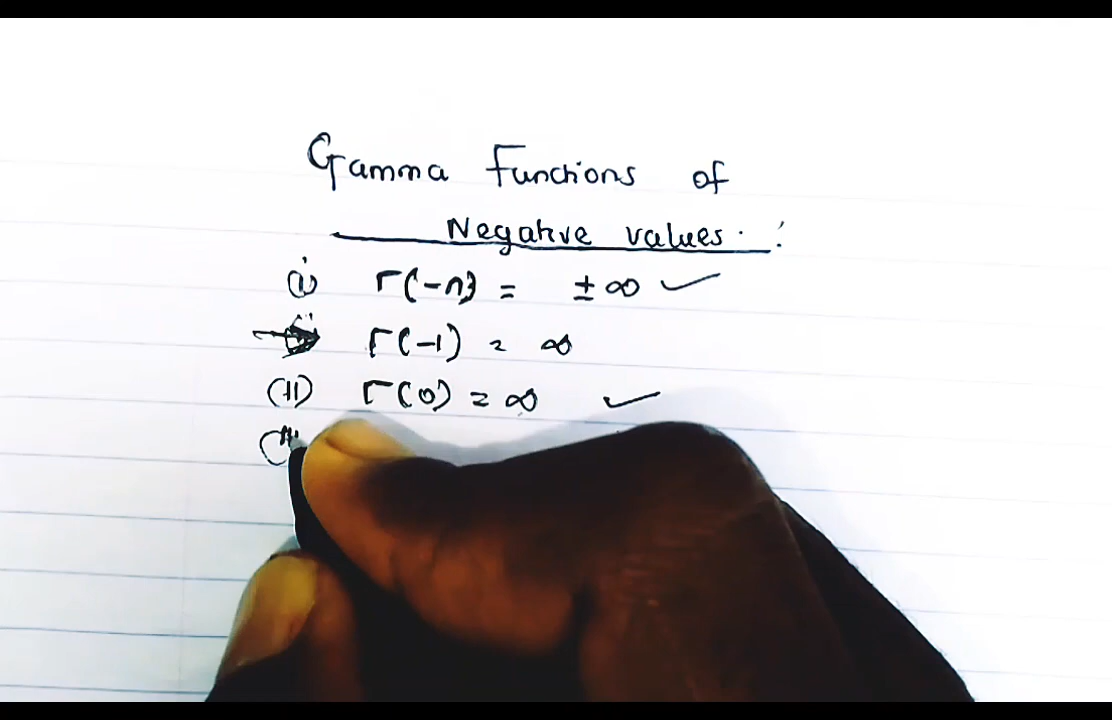 Gamma Functions of
Negative values. :
(i) Γ(-n) = ± ∞ ✓
Γ(-1) = ∞
(II) Γ(0) = ∞ ✓